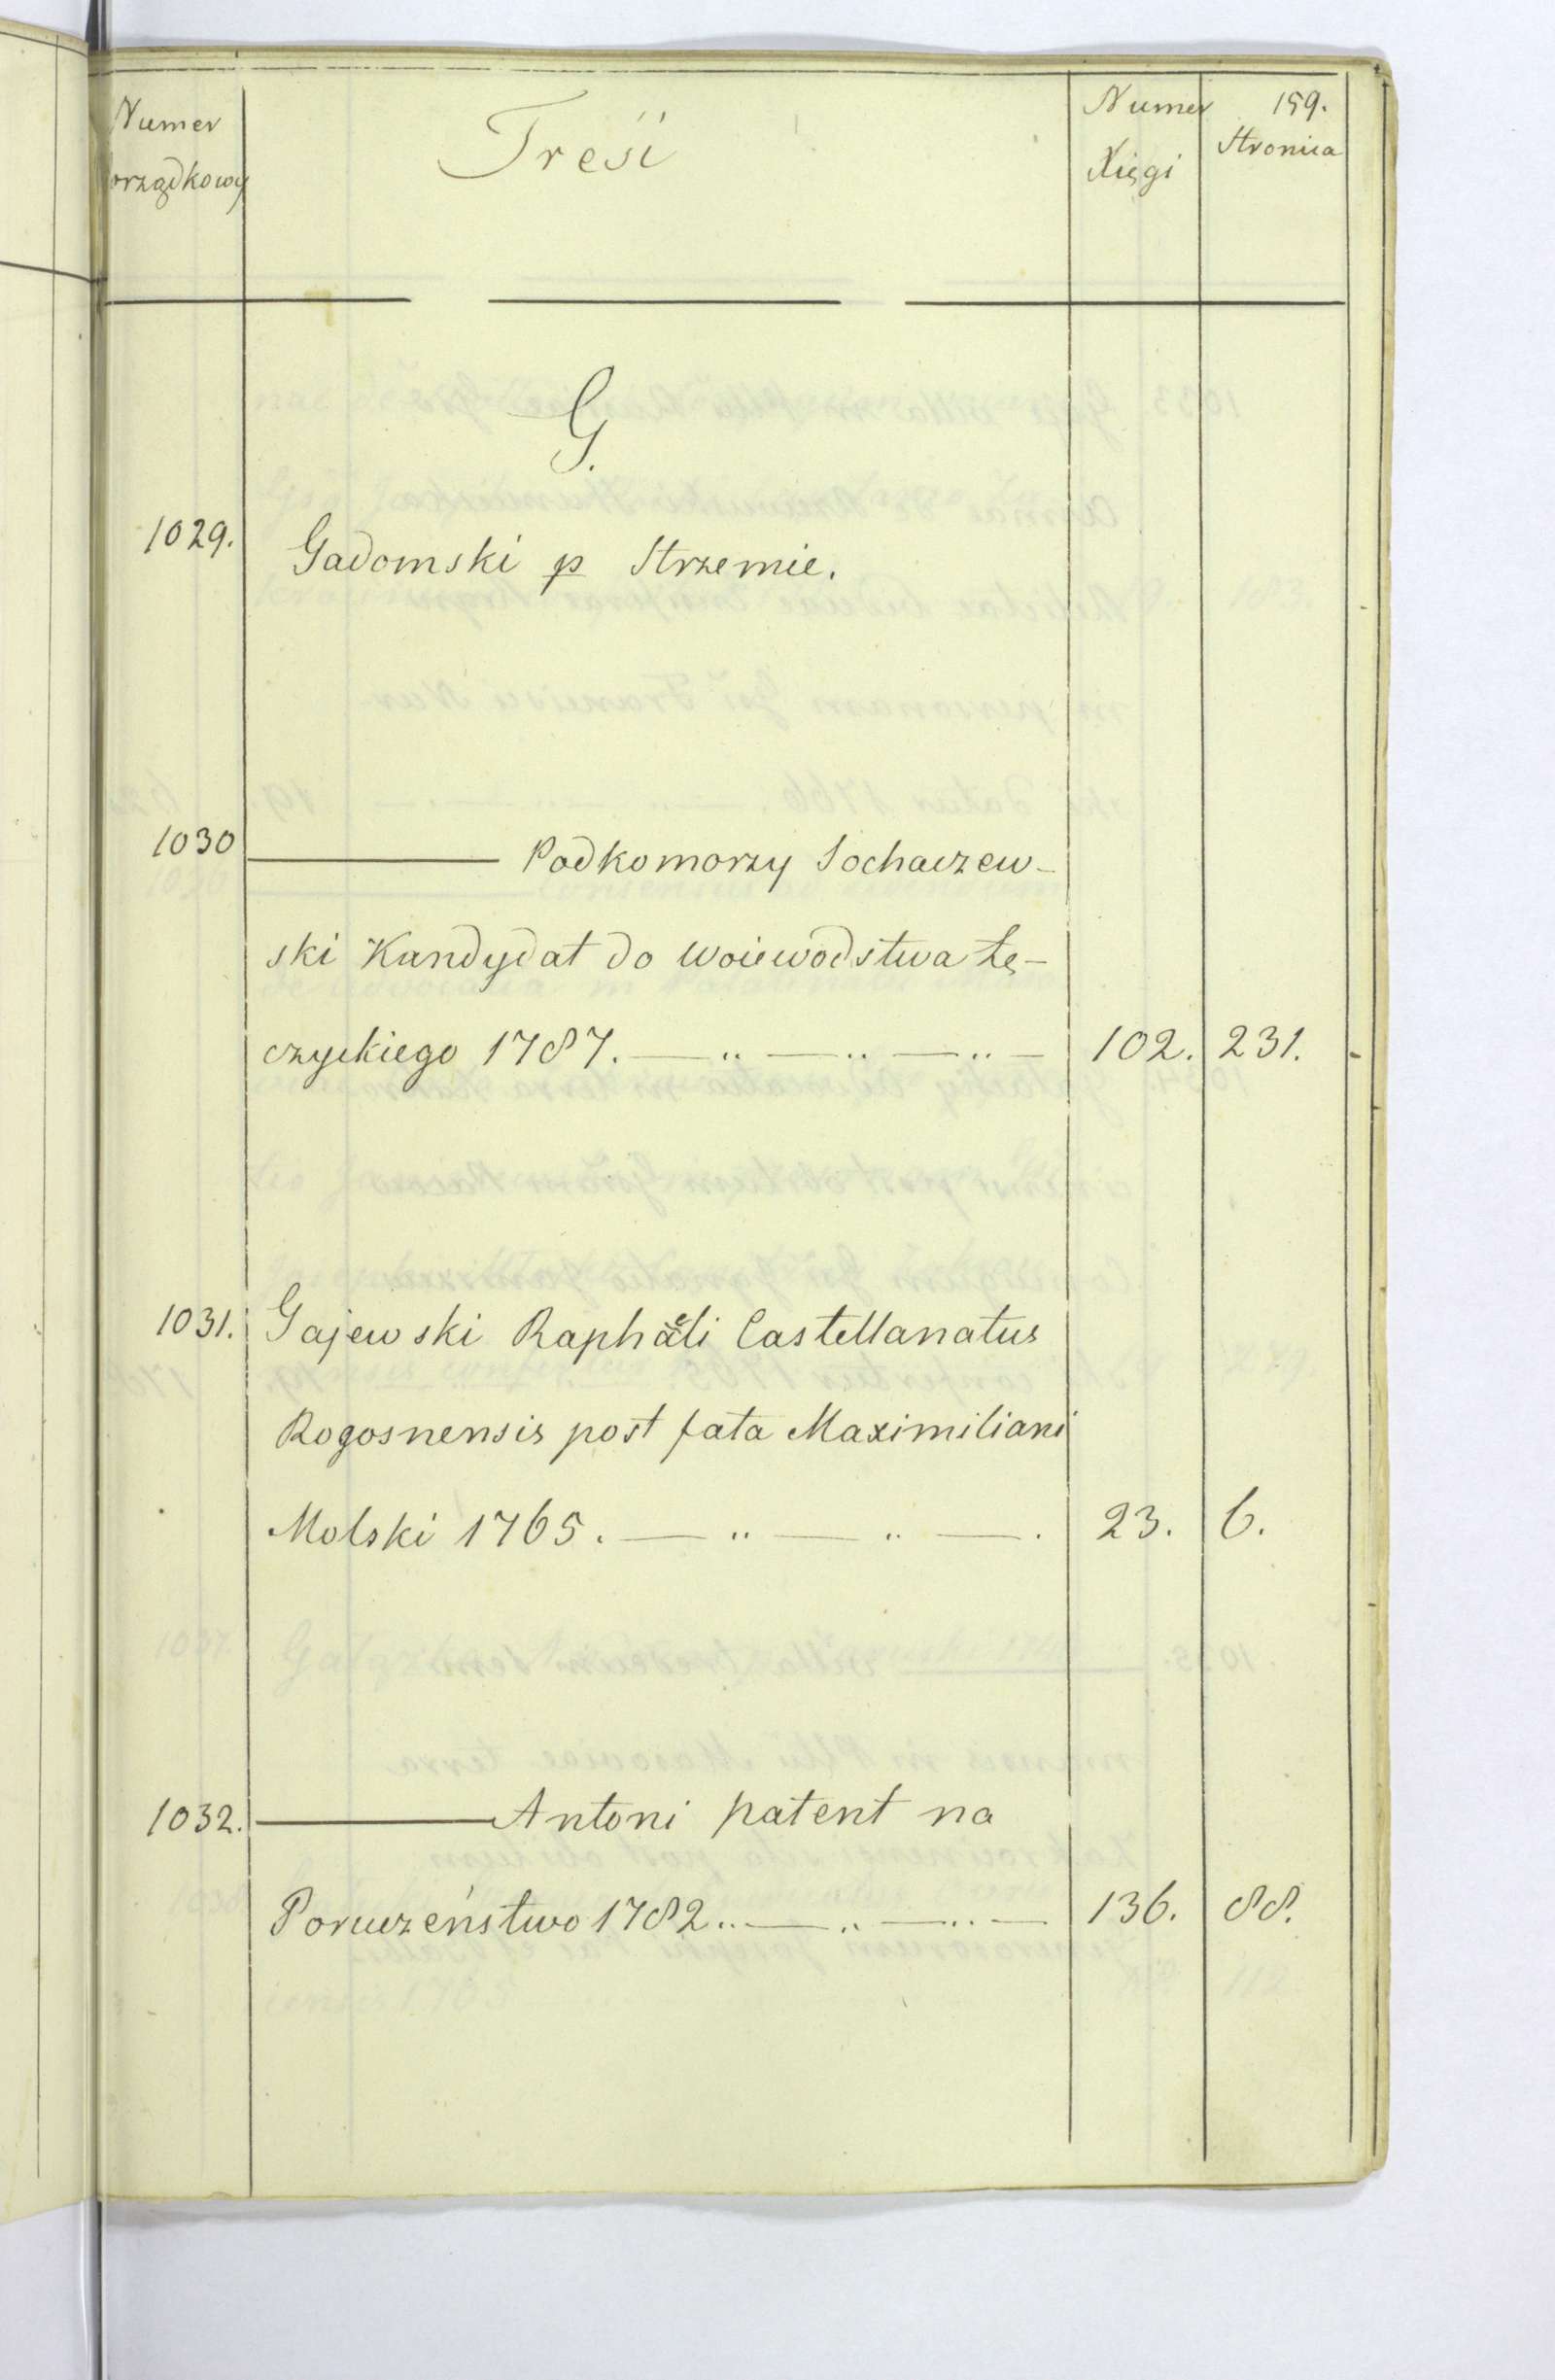 Numer porządkowy
Treść
Numer Xięgi
159.
Stronica
G.
1029. Gadomski p Strzemie.
1030 ——— Podkomorzy Sochaczew-
ski Kandydat do Woiewodstwa Łę-
czyckiego 1787. — „ — „ — „ — 102. 231.
1031. Gajewski Raphaeli Castellanatus
Rogosnensis post fata Maximiliani
Molski 1765. — „ — „ — . 23. 6.
1032. ——— Antoni patent na
Poruczeństwo 1782 „ — „ — „ — 136. 88.